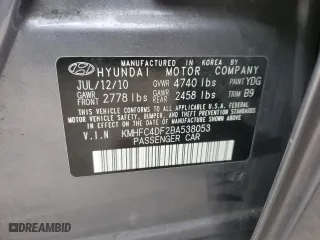 MANUFACTURED IN KOREA BY
HYUNDAI MOTOR COMPANY
JUL/12/10 GVWR 4740 lbs PAINT YDG
GAWR FRONT 2778 lbs GAWR REAR 2458 lbs TRIM B9
THIS VEHICLE CONFORMS TO ALL APPLICABLE
FEDERAL MOTOR VEHICLE SAFETY, BUMPER
AND THEFT PREVENTION STANDARDS
IN EFFECT ON THE DATE OF MANUFACTURE
SHOWN ABOVE.
V.I.N KMHFC4DF2BA538053
PASSENGER CAR